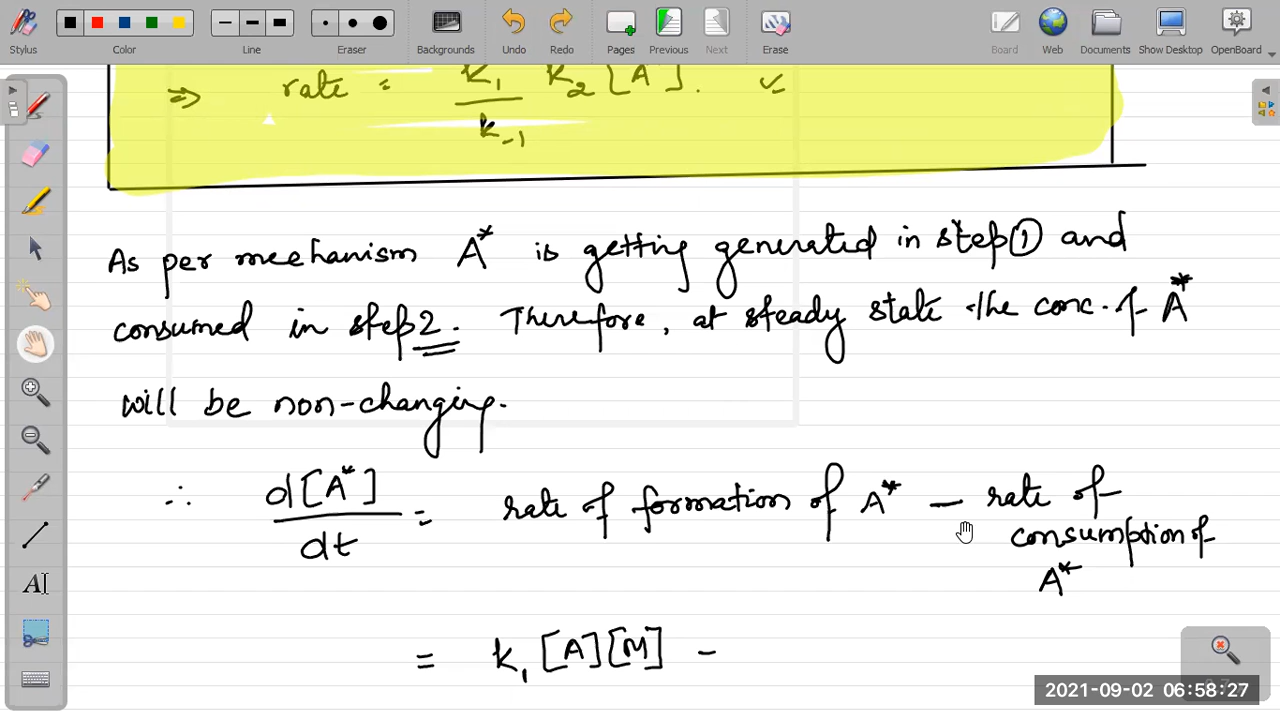 Stylus Color Line Eraser Backgrounds Undo Redo Pages Previous Next Erase Board Web Documents Show Desktop OpenBoard
⇒ rate = k₁/k₋₁ k₂ [A]. ✓
As per mechanism A* is getting generated in step ① and
consumed in step 2. Therefore, at steady state the conc. of A*
will be non-changing.
∴ d[A*]/dt = rate of formation of A* — rate of
consumption of
A*
= k₁ [A][M] –
2021-09-02 06:58:27